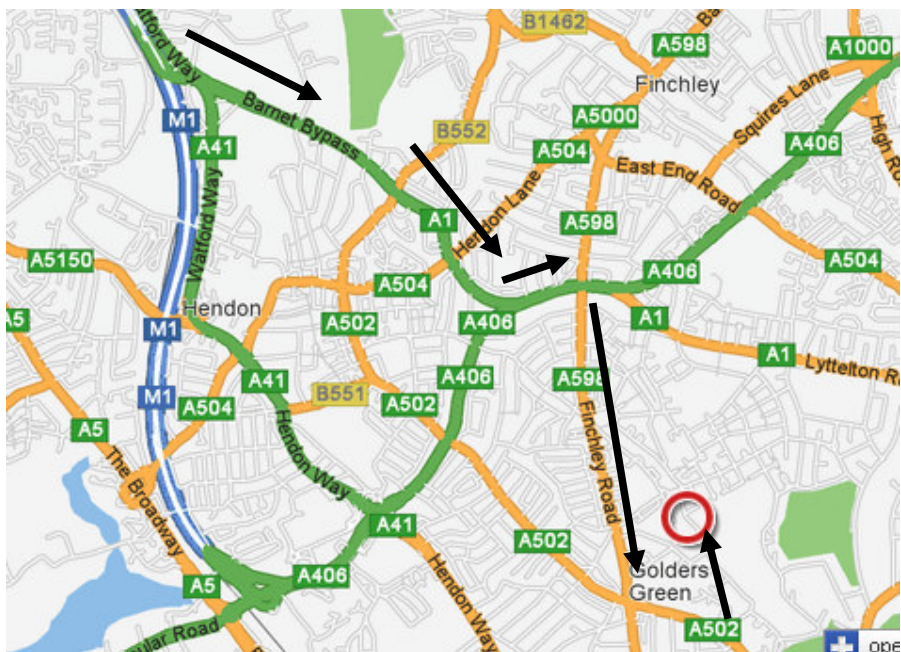 tford Way
B1462
A598
Ba
A1000
Finchley
Squires Lane
Barnet Bypass
M1
A41
B552
A5000
A504
A406
High Ro
East End Road
Hendon Lane
A1
A598
Watford Way
A5150
A504
A406
A504
Hendon
A5
M1
A502
A406
A1
A1
Lyttelton R
A41
A406
A598
M1
A504
B551
A502
A5
Hendon Way
Finchley Road
The Broadway
A41
A502
A406
A5
Hendon Way
Golders
Green
A502
ular Road
ope